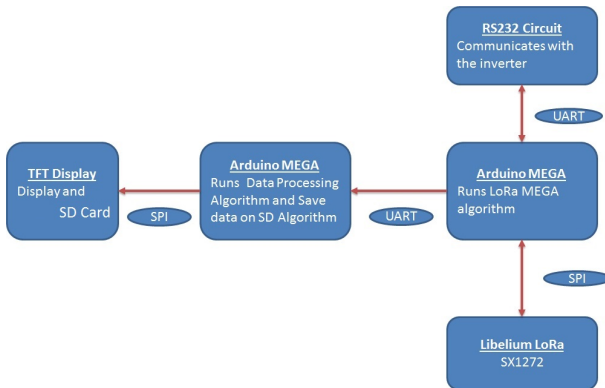 RS232 Circuit
Communicates with
the inverter
UART
TFT Display
Display and
SD Card
SPI
Arduino MEGA
Runs Data Processing
Algorithm and Save
data on SD Algorithm
UART
Arduino MEGA
Runs LoRa MEGA
algorithm
SPI
Libelium LoRa
SX1272